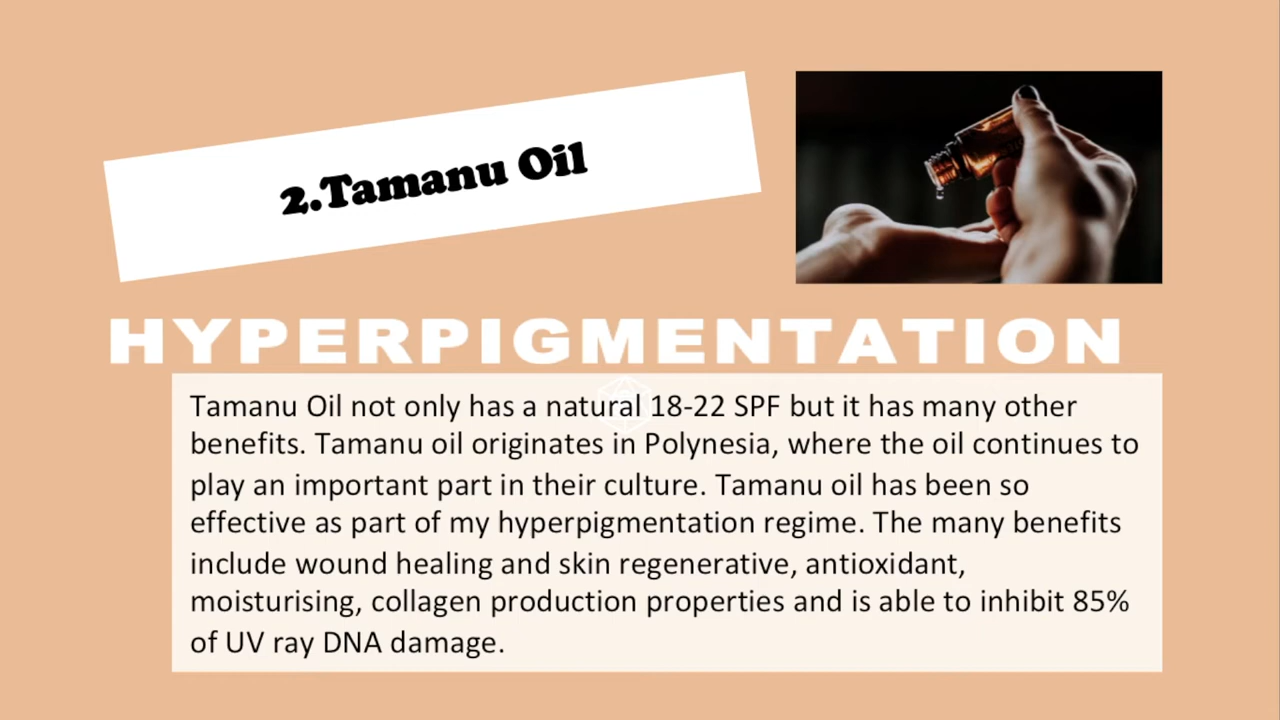 2.Tamanu Oil
HYPERPIGMENTATION
Tamanu Oil not only has a natural 18-22 SPF but it has many other
benefits. Tamanu oil originates in Polynesia, where the oil continues to
play an important part in their culture. Tamanu oil has been so
effective as part of my hyperpigmentation regime. The many benefits
include wound healing and skin regenerative, antioxidant,
moisturising, collagen production properties and is able to inhibit 85%
of UV ray DNA damage.